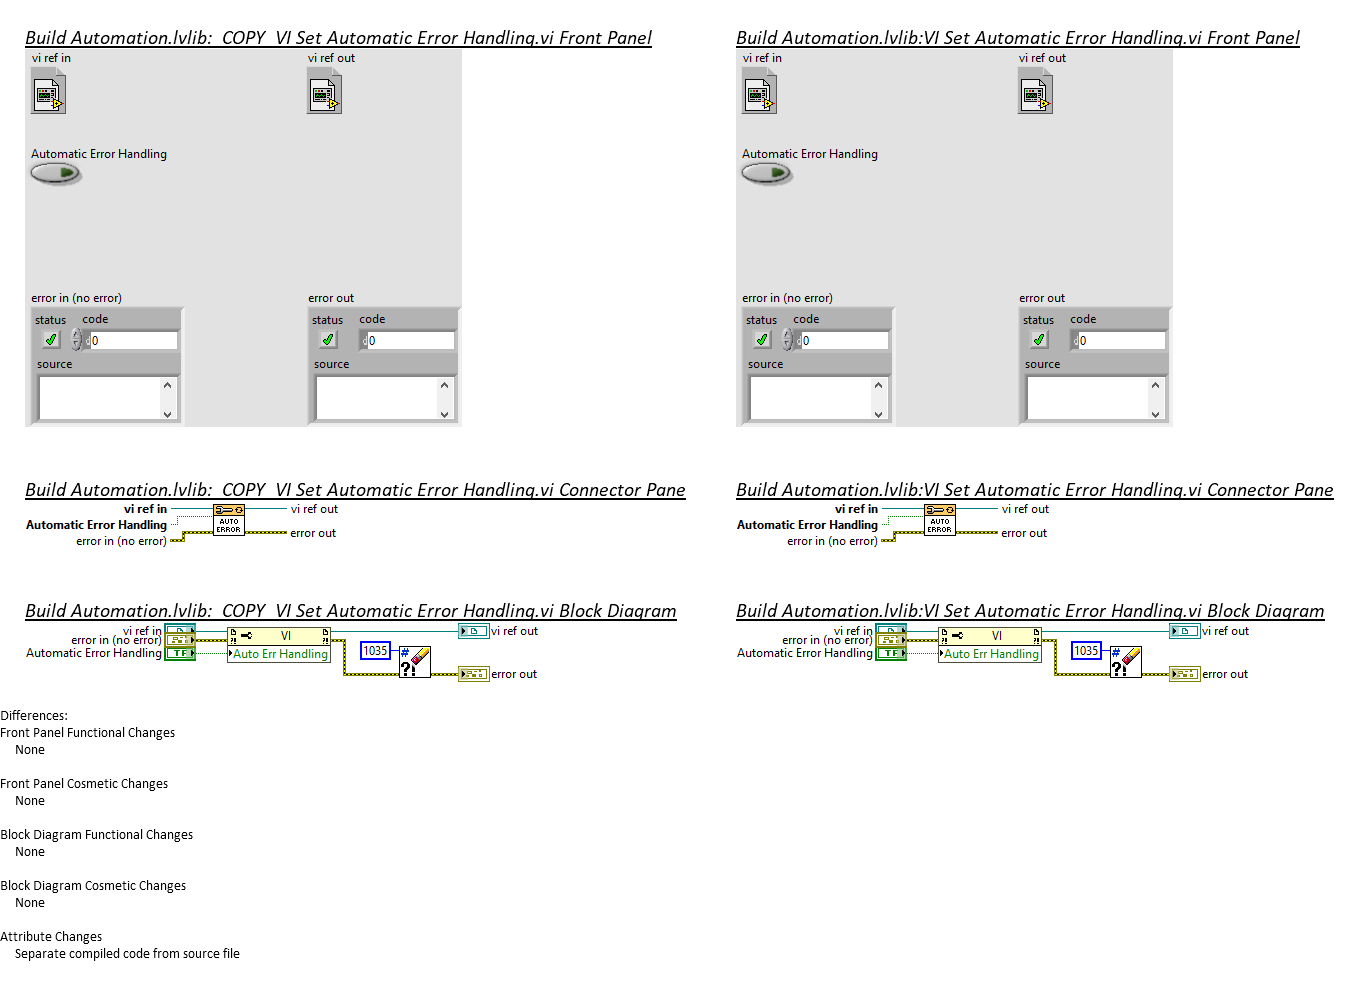 Build Automation.lvlib:_COPY_VI Set Automatic Error Handling.vi Front Panel
vi ref in
vi ref out
Automatic Error Handling
error in (no error)
error out
status
code
status
code
d
0
d
0
source
source
Build Automation.lvlib:VI Set Automatic Error Handling.vi Front Panel
vi ref in
vi ref out
Automatic Error Handling
error in (no error)
error out
status
code
status
code
d
0
d
0
source
source
Build Automation.lvlib:_COPY_VI Set Automatic Error Handling.vi Connector Pane
vi ref in
Automatic Error Handling
error in (no error)
AUTO
ERROR
vi ref out
error out
Build Automation.lvlib:VI Set Automatic Error Handling.vi Connector Pane
vi ref in
Automatic Error Handling
error in (no error)
AUTO
ERROR
vi ref out
error out
Build Automation.lvlib:_COPY_VI Set Automatic Error Handling.vi Block Diagram
vi ref in
error in (no error)
Automatic Error Handling
TF
VI
Auto Err Handling
1035
#
?!
vi ref out
error out
Build Automation.lvlib:VI Set Automatic Error Handling.vi Block Diagram
vi ref in
error in (no error)
Automatic Error Handling
TF
VI
Auto Err Handling
1035
#
?!
vi ref out
error out
Differences:
Front Panel Functional Changes
None
Front Panel Cosmetic Changes
None
Block Diagram Functional Changes
None
Block Diagram Cosmetic Changes
None
Attribute Changes
Separate compiled code from source file